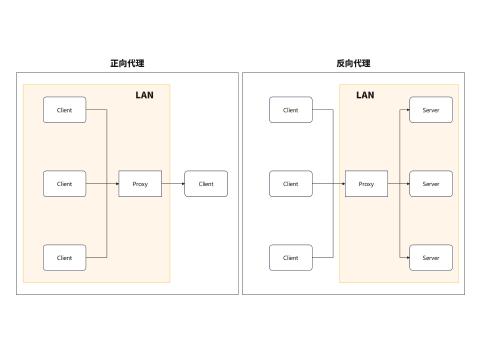 正向代理
LAN
Client
Client
Proxy
Client
Client
反向代理
LAN
Client
Server
Client
Proxy
Server
Client
Server